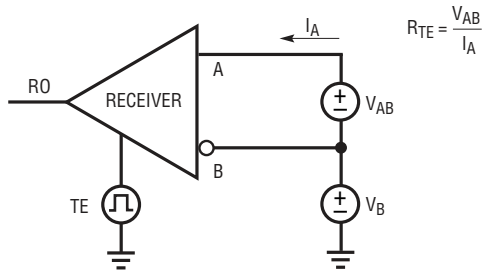 I_A
R_TE = V_AB / I_A
RO
A
RECEIVER
+
−
V_AB
B
TE
+
−
V_B